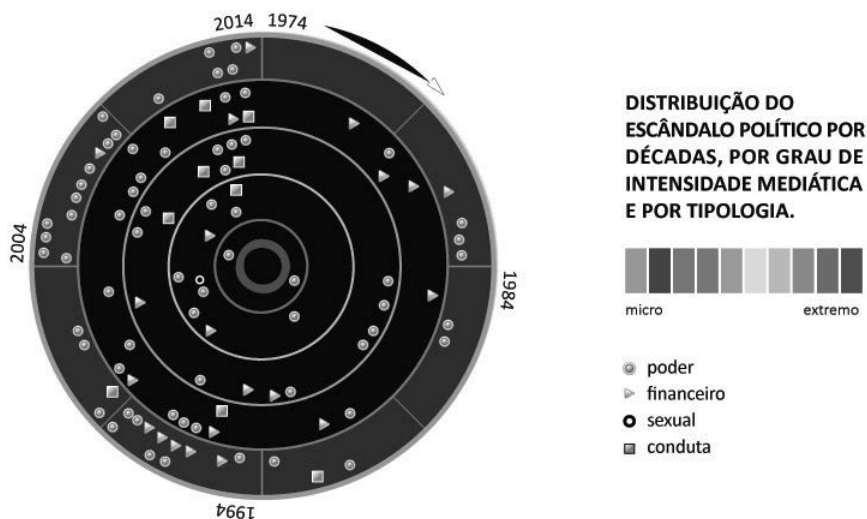 2014 1974
DISTRIBUIÇÃO DO
ESCÂNDALO POLÍTICO POR
DÉCADAS, POR GRAU DE
INTENSIDADE MEDIÁTICA
E POR TIPOLOGIA.
2004
1984
micro extremo
poder
financeiro
sexual
conduta
1994